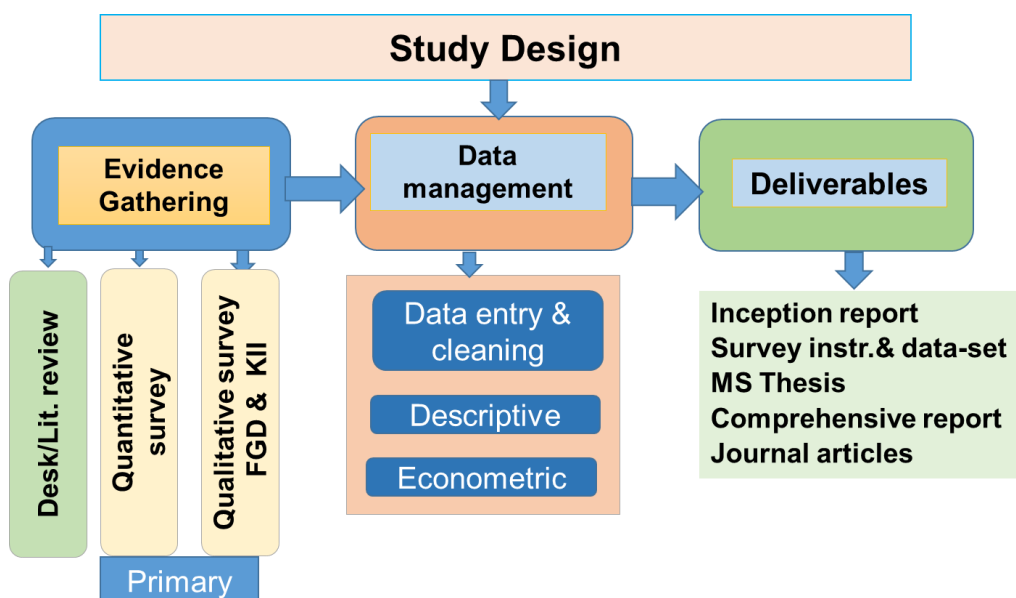 Study Design
Evidence
Gathering
Data
management
Deliverables
Desk/Lit. review
Quantitative
survey
Qualitative survey
FGD & KII
Primary
Data entry &
cleaning
Descriptive
Econometric
Inception report
Survey instr.& data-set
MS Thesis
Comprehensive report
Journal articles